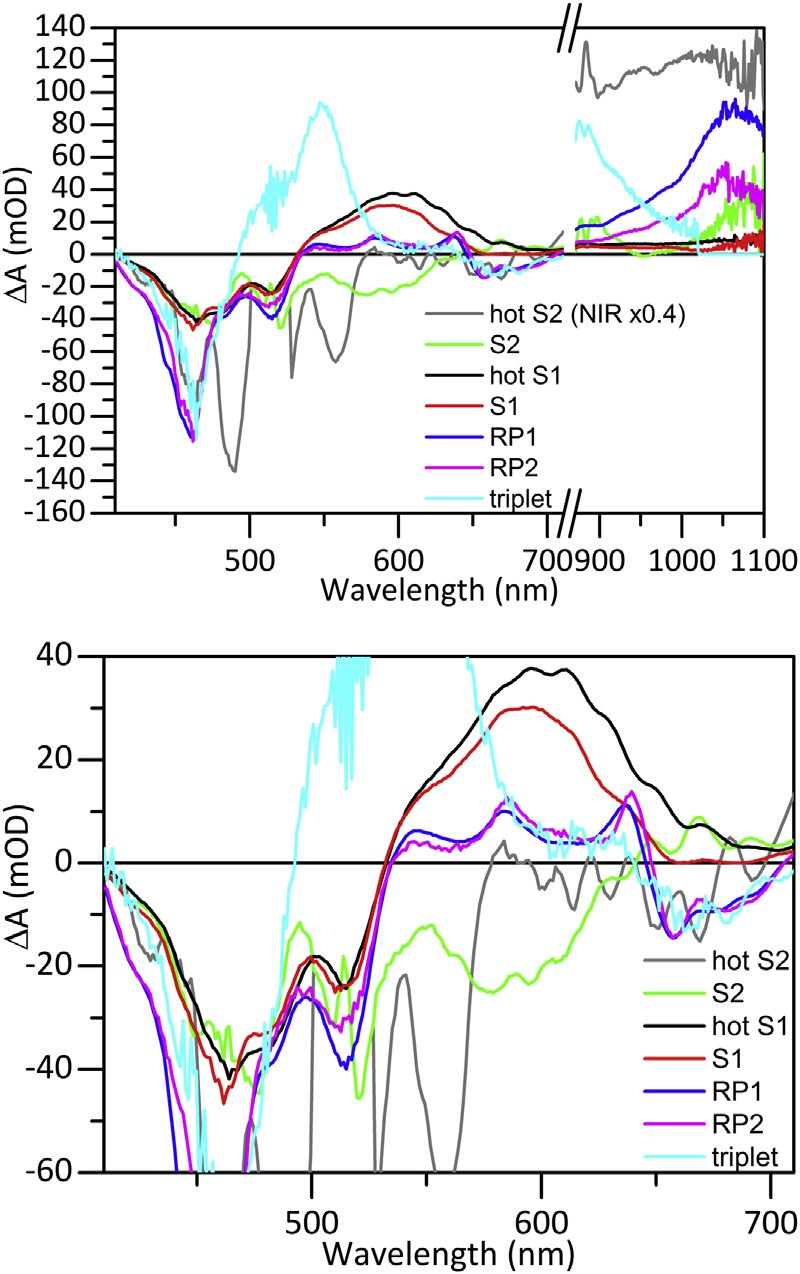 140
120
100
80
60
40
20
0
-20
-40
-60
-80
-100
-120
-140
-160
ΔA (mOD)
hot S2 (NIR x0.4)
S2
hot S1
S1
RP1
RP2
triplet
500 600 700 900 1000 1100
Wavelength (nm)
40
20
0
-20
-40
-60
ΔA (mOD)
hot S2
S2
hot S1
S1
RP1
RP2
triplet
500 600 700
Wavelength (nm)